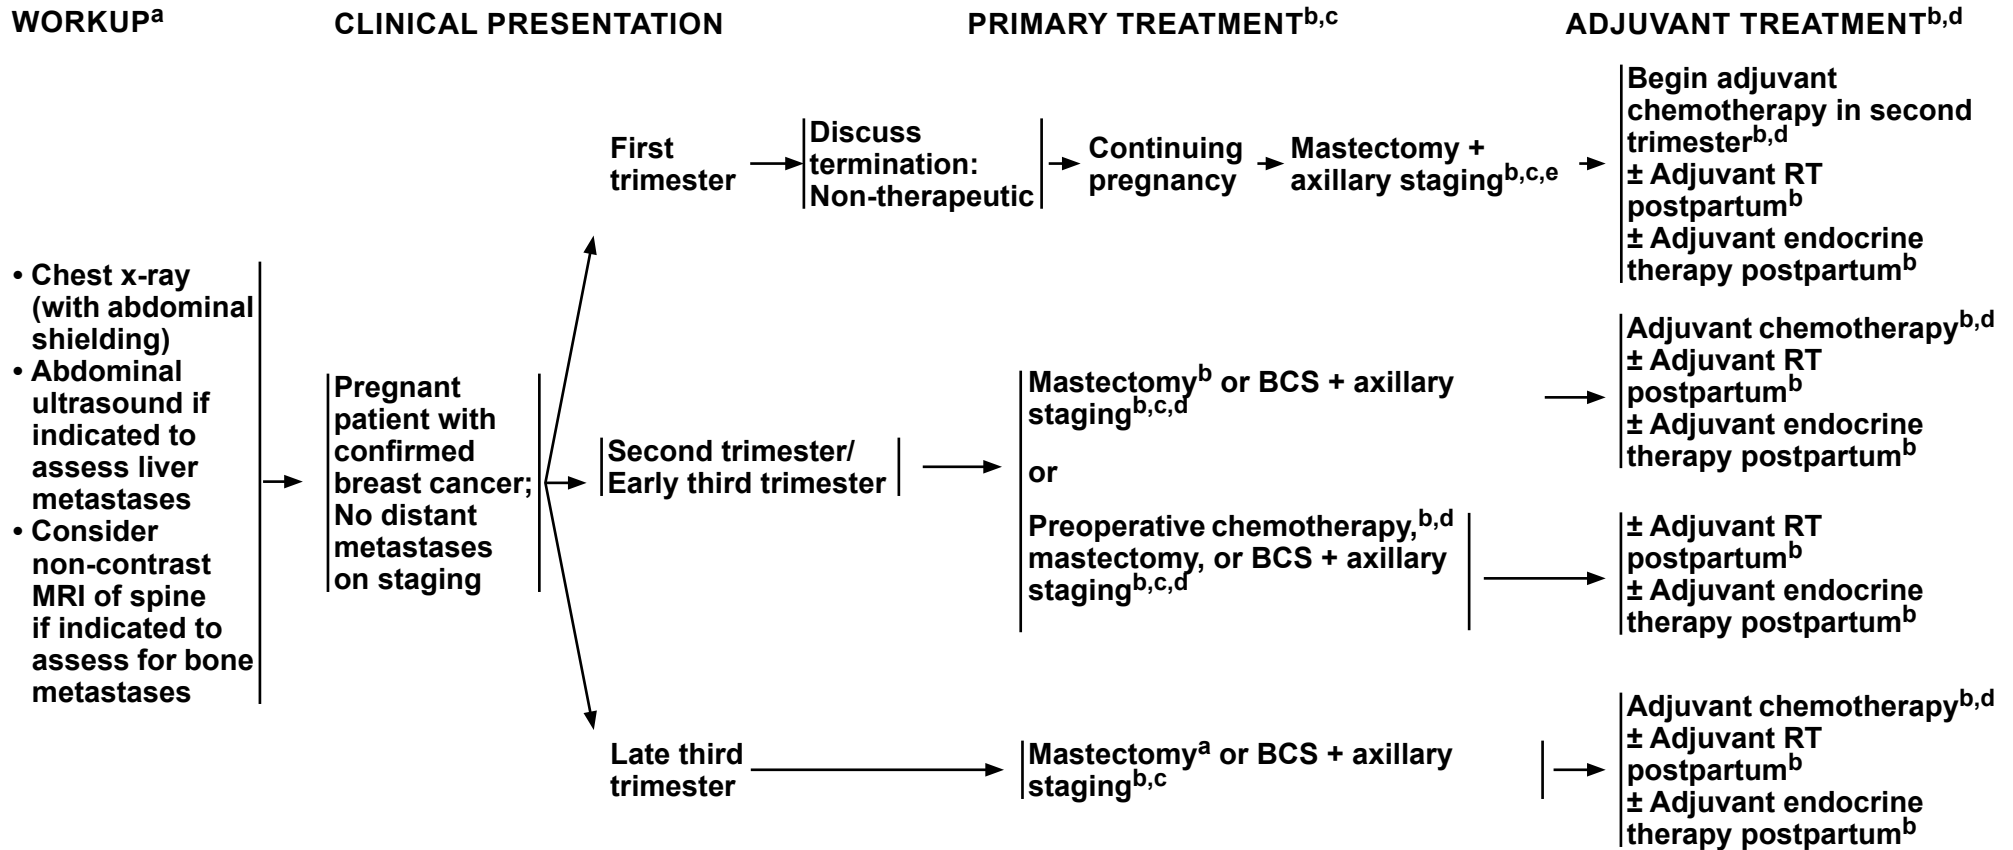 WORKUPa
CLINICAL PRESENTATION
PRIMARY TREATMENTb,c
ADJUVANT TREATMENTb,d
• Chest x-ray
(with abdominal
shielding)
• Abdominal
ultrasound if
indicated to
assess liver
metastases
• Consider
non-contrast
MRI of spine
if indicated to
assess for bone
metastases
Pregnant
patient with
confirmed
breast cancer;
No distant
metastases
on staging
First
trimester
Discuss
termination:
Non-therapeutic
Continuing
pregnancy
Mastectomy +
axillary stagingb,c,e
Begin adjuvant
chemotherapy in second
trimesterb,d
± Adjuvant RT
postpartumb
± Adjuvant endocrine
therapy postpartumb
Second trimester/
Early third trimester
Mastectomyb or BCS + axillary
stagingb,c,d
or
Preoperative chemotherapy,b,d
mastectomy, or BCS + axillary
stagingb,c,d
Adjuvant chemotherapyb,d
± Adjuvant RT
postpartumb
± Adjuvant endocrine
therapy postpartumb
± Adjuvant RT
postpartumb
± Adjuvant endocrine
therapy postpartumb
Late third
trimester
Mastectomya or BCS + axillary
stagingb,c
Adjuvant chemotherapyb,d
± Adjuvant RT
postpartumb
± Adjuvant endocrine
therapy postpartumb